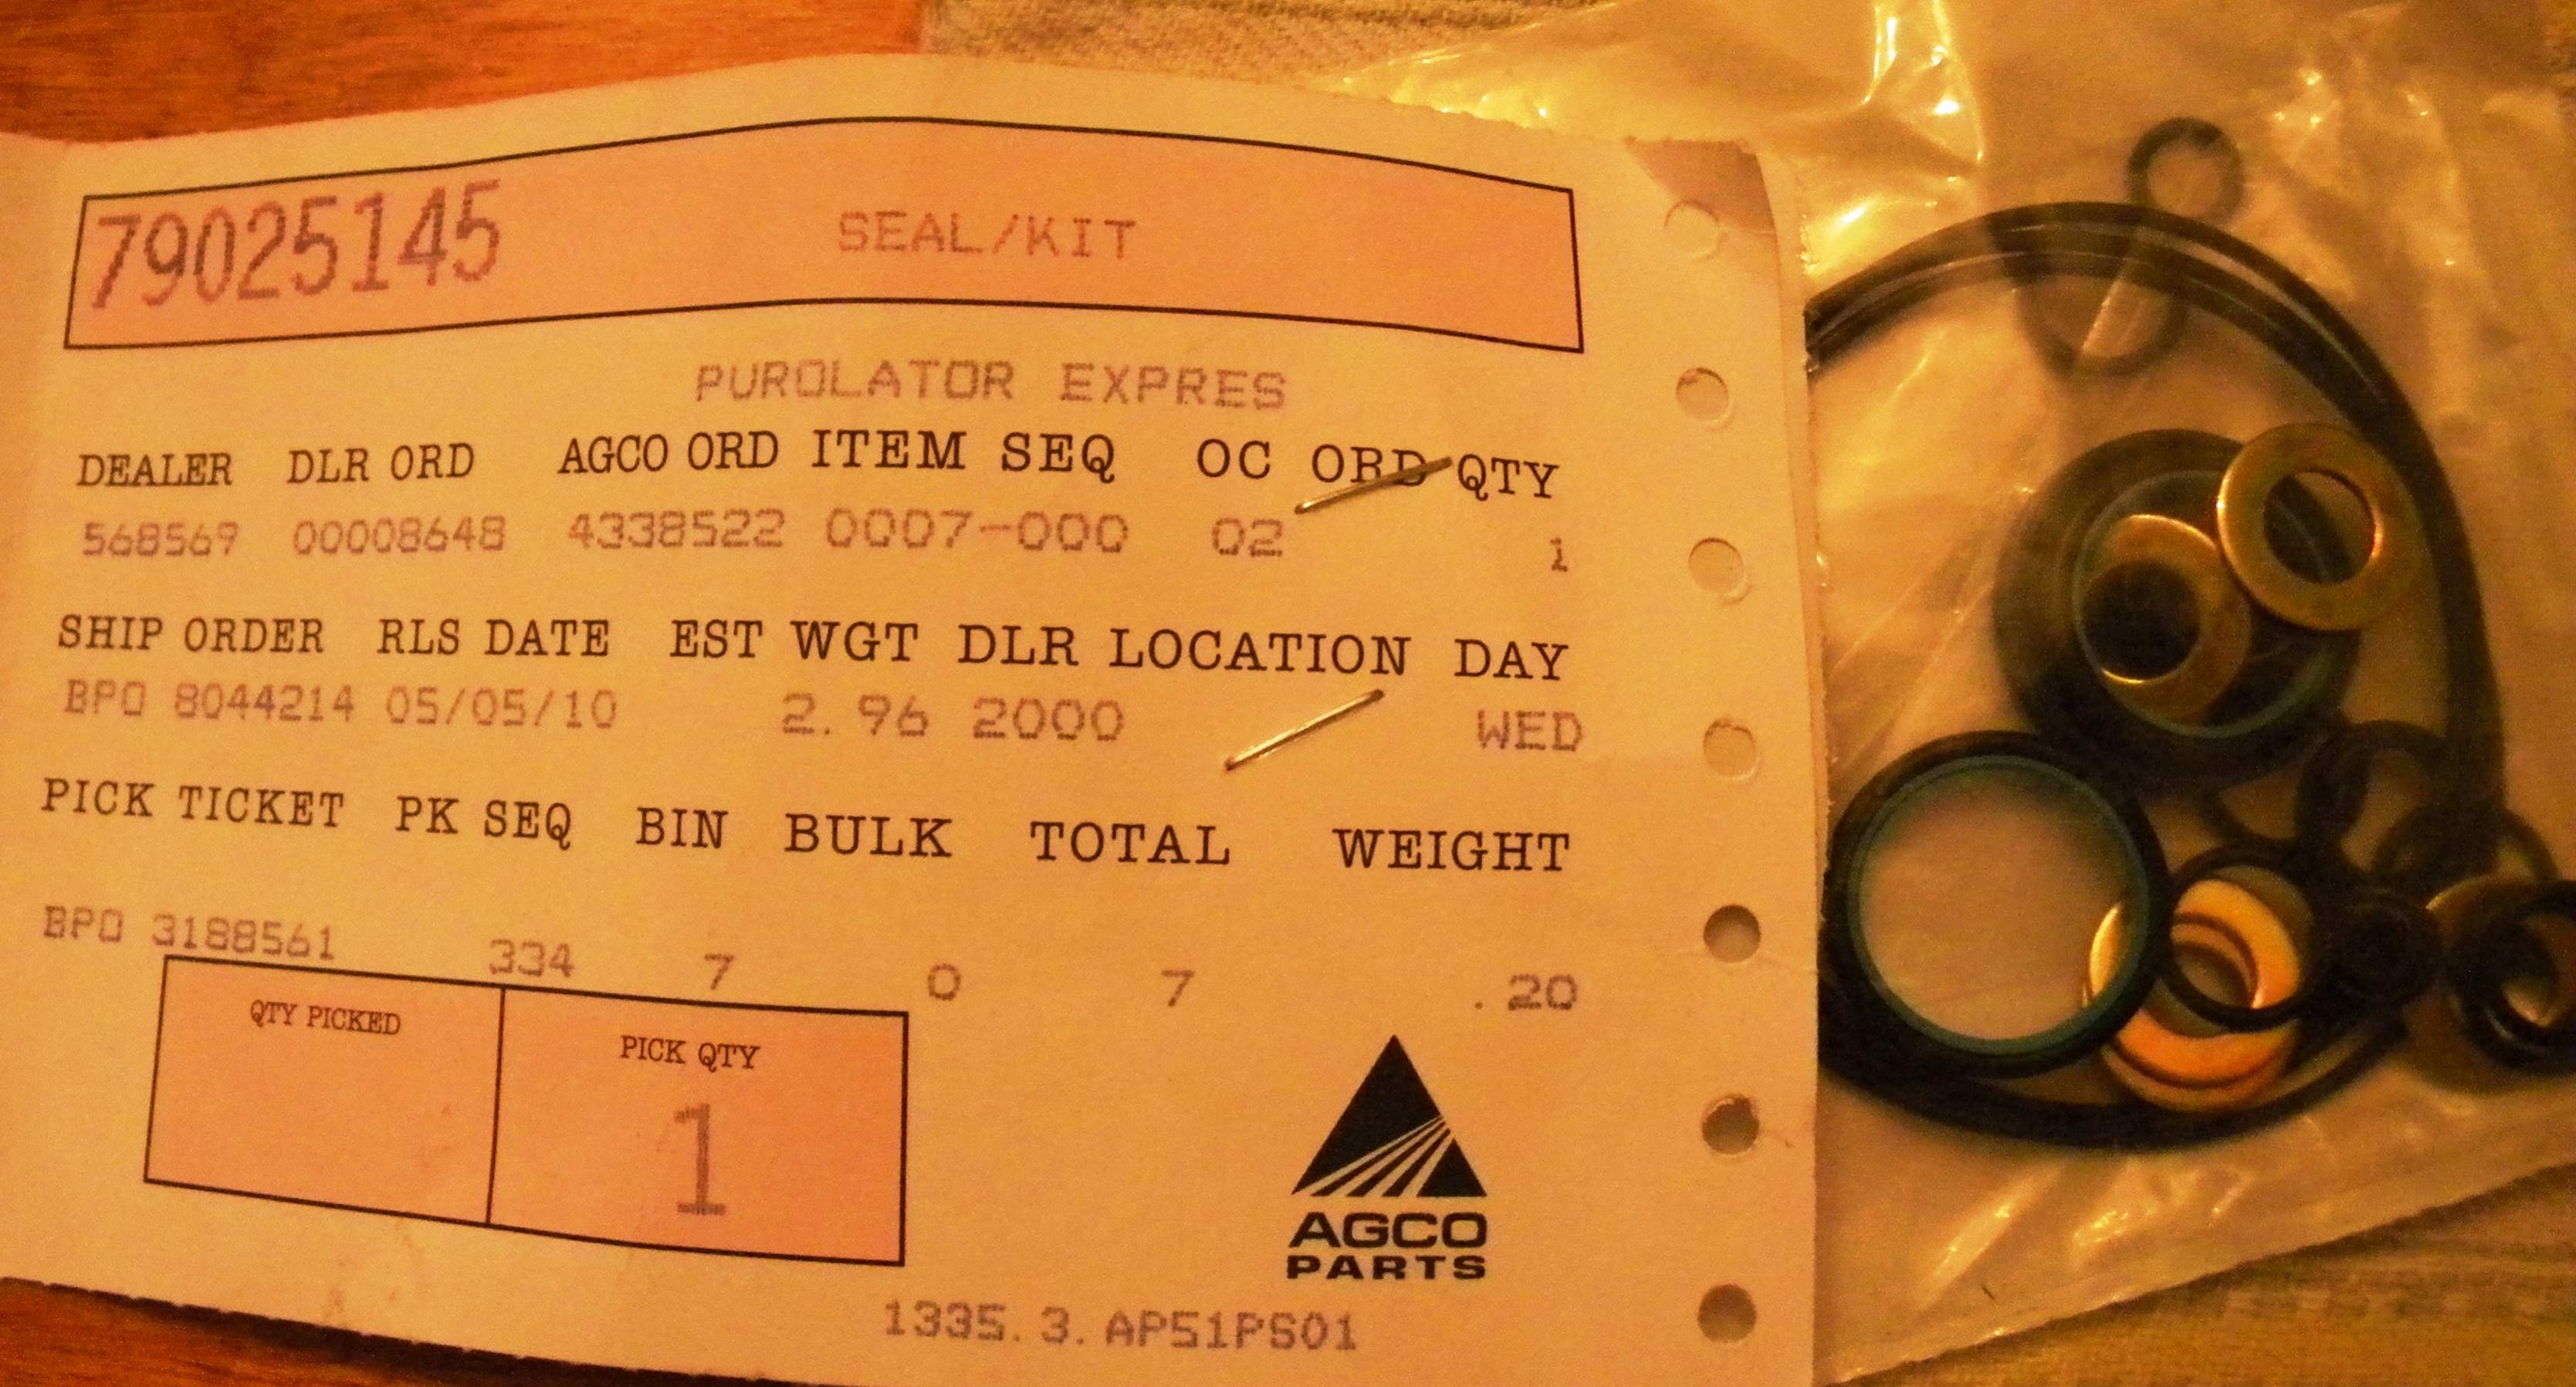 79025145 SEAL/KIT
PUROLATOR EXPRES
DEALER DLR ORD AGCO ORD ITEM SEQ OC ORD QTY
568569 00008648 4338522 0007-000 02 1
SHIP ORDER RLS DATE EST WGT DLR LOCATION DAY
BPO 8044214 05/05/10 2.96 2000 WED
PICK TICKET PK SEQ BIN BULK TOTAL WEIGHT
BPO 3188561 334 7 0 7 .20
QTY PICKED PICK QTY
1
AGCO
PARTS
1335.3.AP51PS01